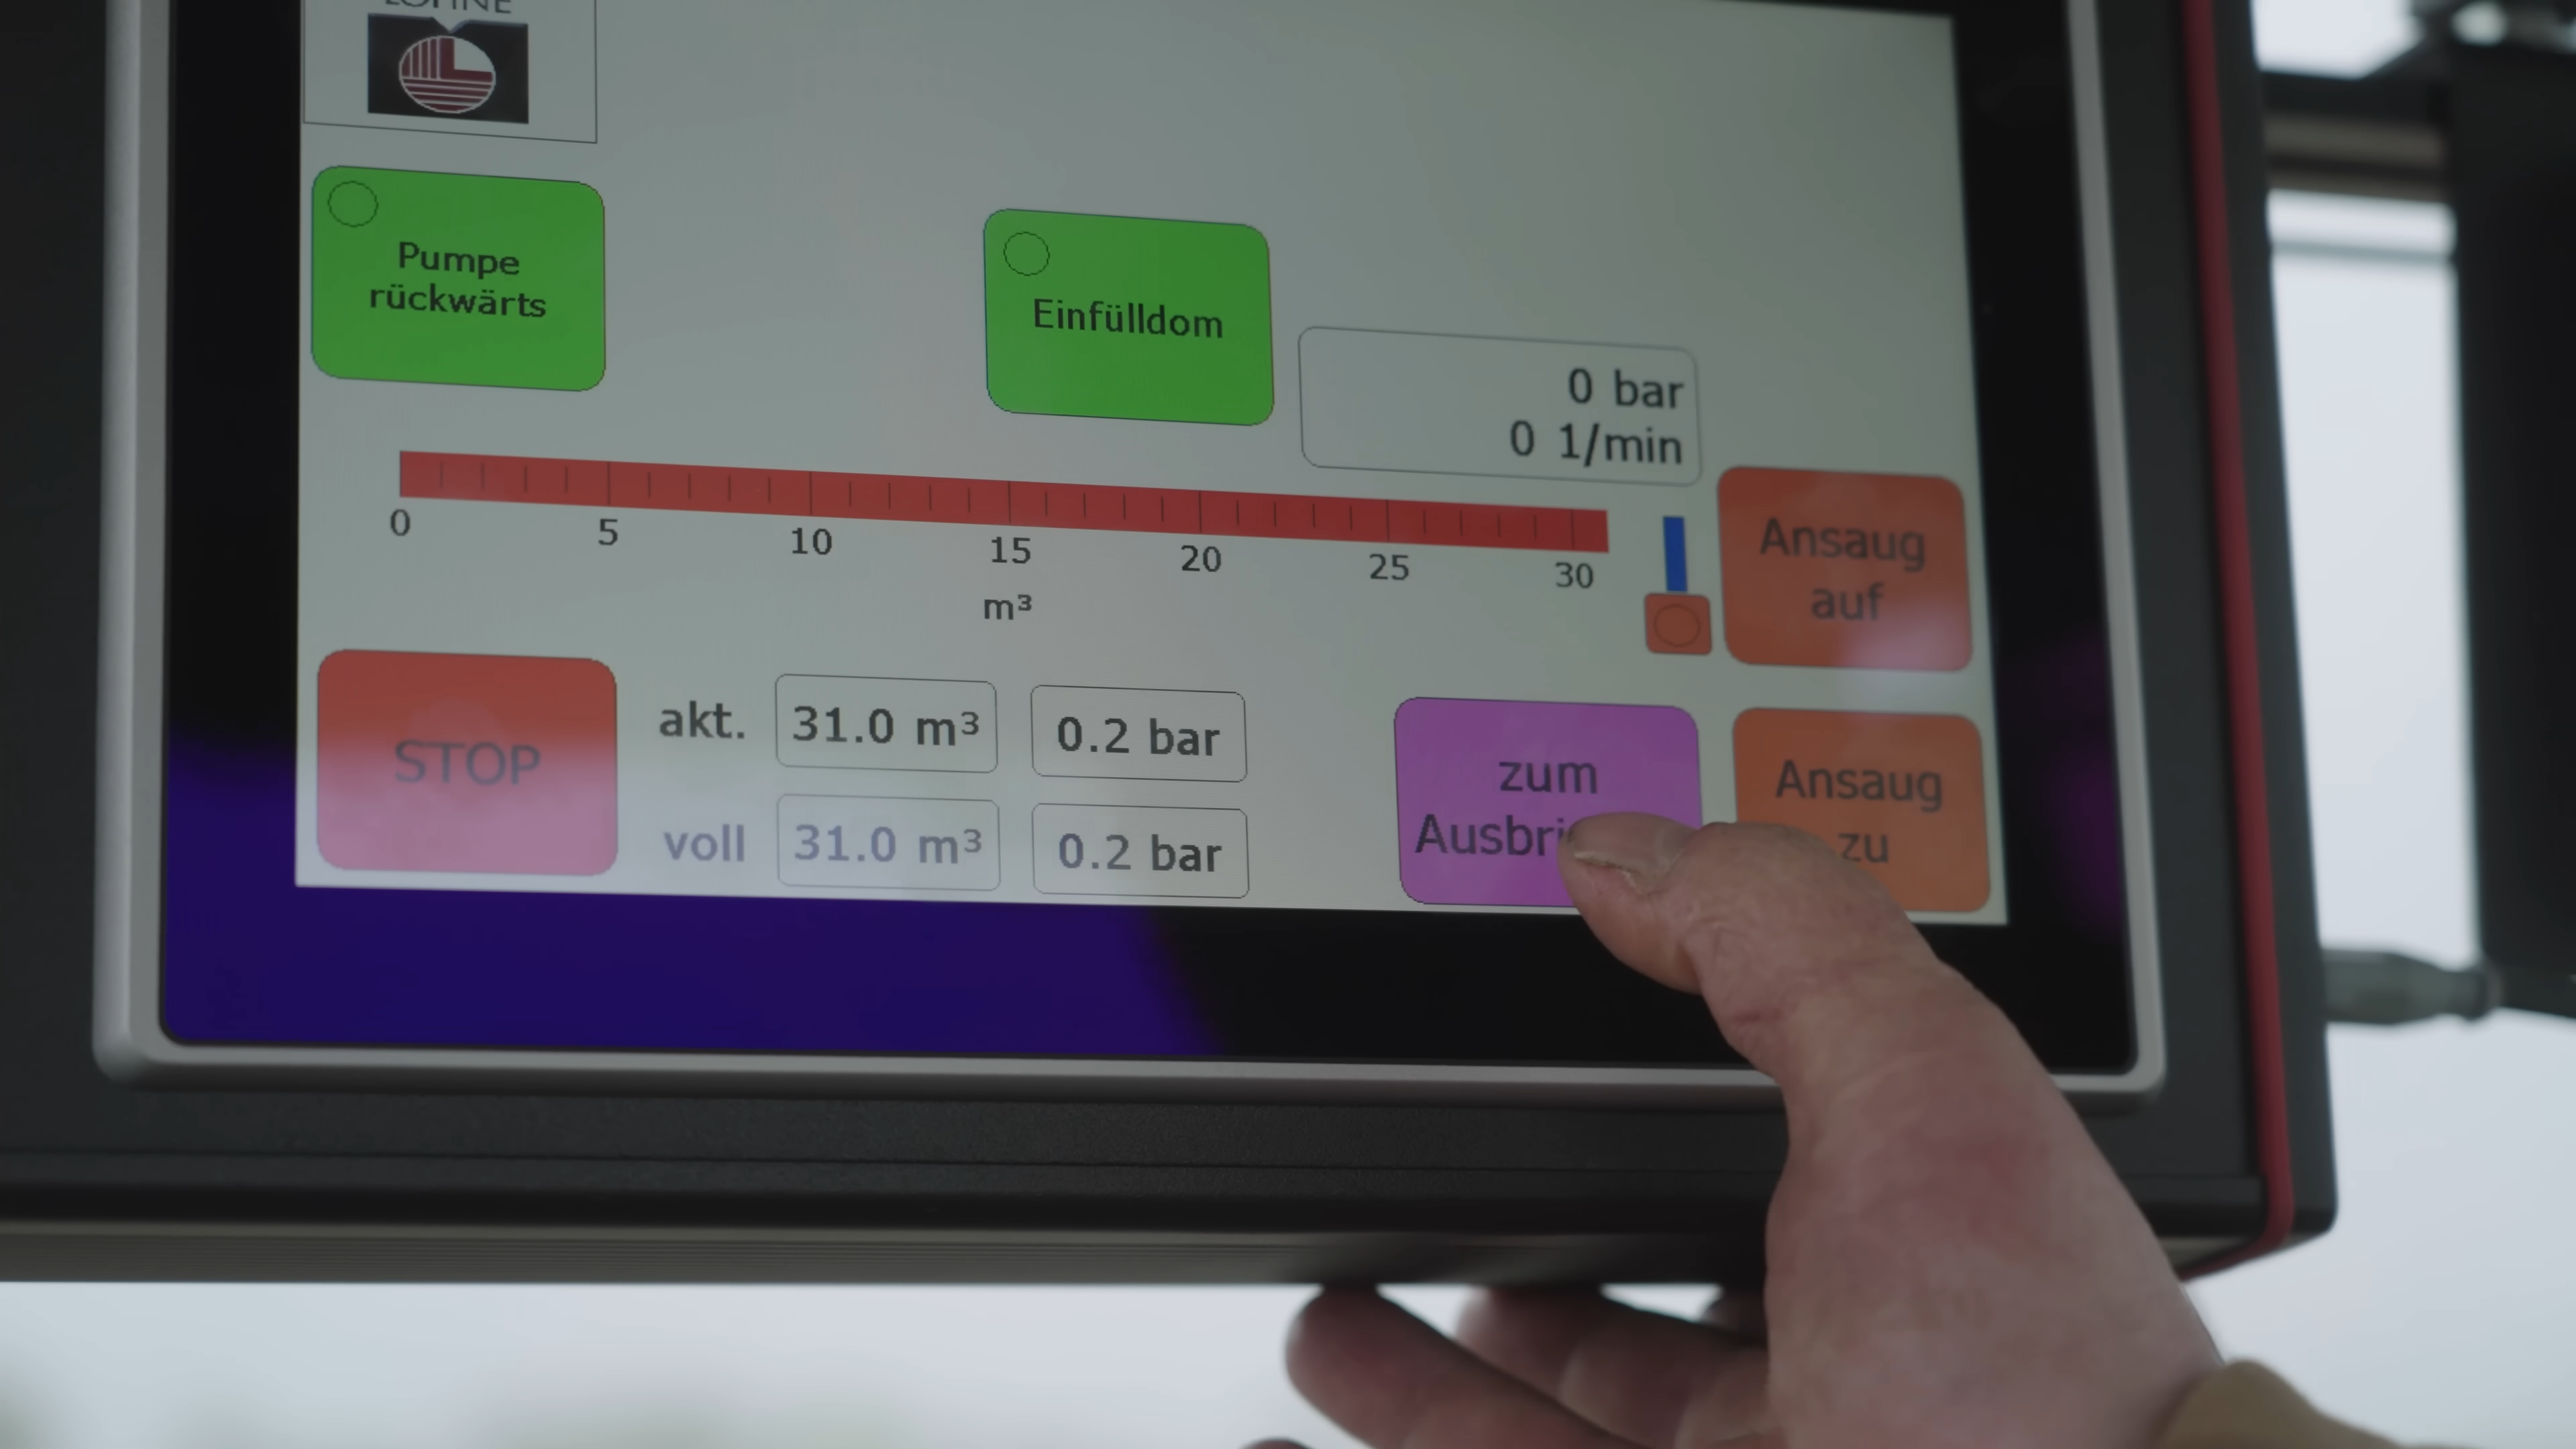 LOHNE
Pumpe
rückwärts
Einfülldom
0 bar
0 1/min
0 5 10 15 20 25 30
m³
Ansaug
auf
STOP
akt. 31.0 m³ 0.2 bar
voll 31.0 m³ 0.2 bar
zum
Ansaug
zu